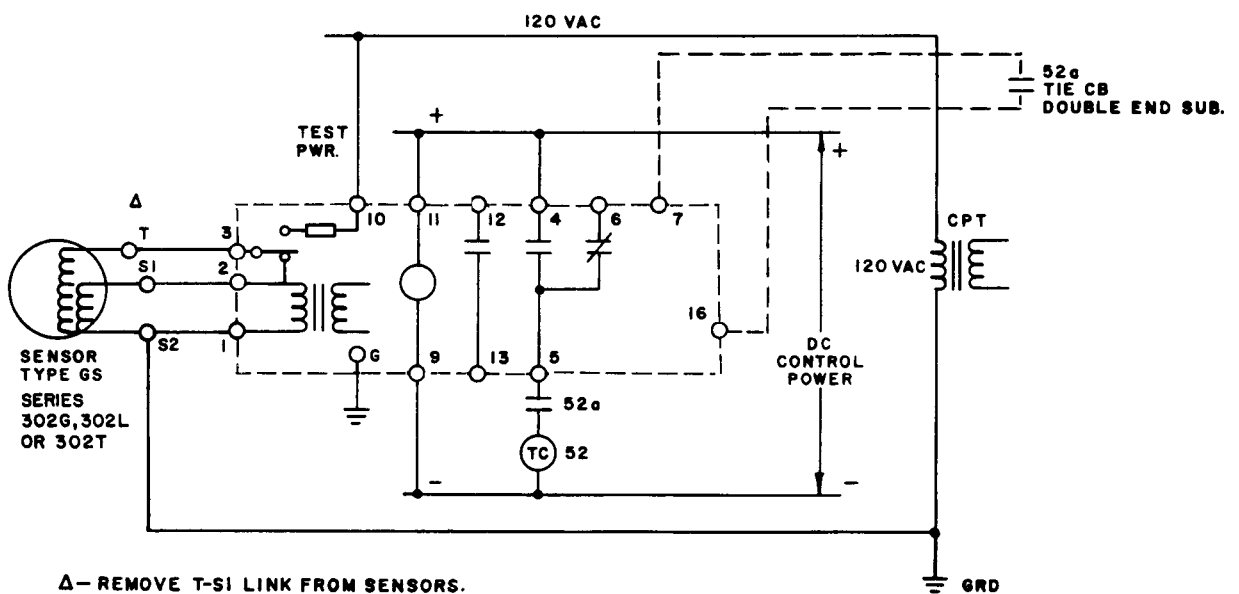 120 VAC
52a
TIE CB
DOUBLE END SUB.
TEST
PWR.
+
+
Δ
T
3
10
11
12
4
6
7
CPT
S1
2
120 VAC
16
S2
1
G
9
13
5
DC
CONTROL
POWER
SENSOR
TYPE GS
SERIES
302G, 302L
OR 302T
52a
TC
52
-
-
Δ- REMOVE T-S1 LINK FROM SENSORS.
GRD